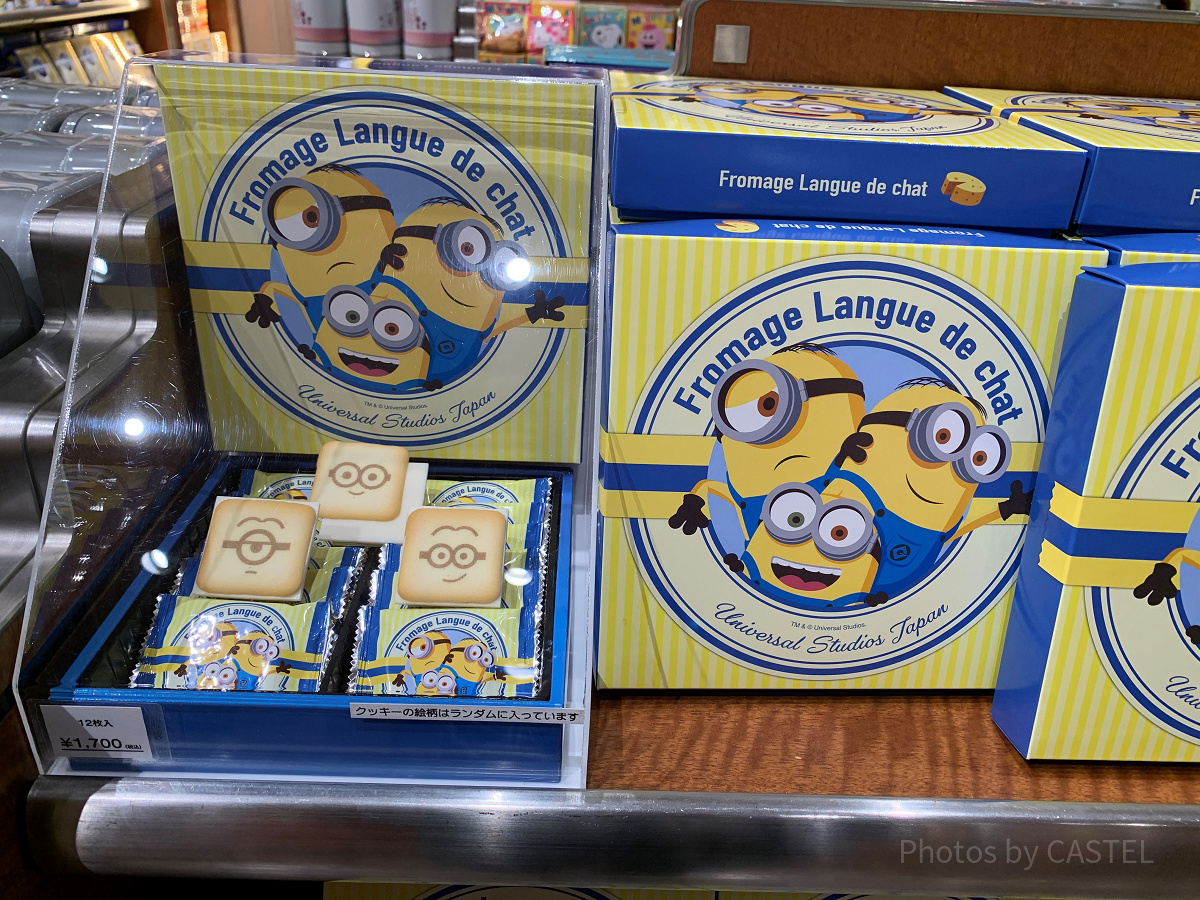 Fromage Langue de chat
TM & © Universal Studios.
Universal Studios Japan
Fromage Langue de chat
Fromage Langue de chat
12枚入
¥1,700 (税込)
クッキーの絵柄はランダムに入っています
Universal Studios Japan
Fromage Langue de chat
Fromage Langue de chat
Fromage Langue de chat
TM & © Universal Studios.
Universal Studios Japan
Photos by CASTEL